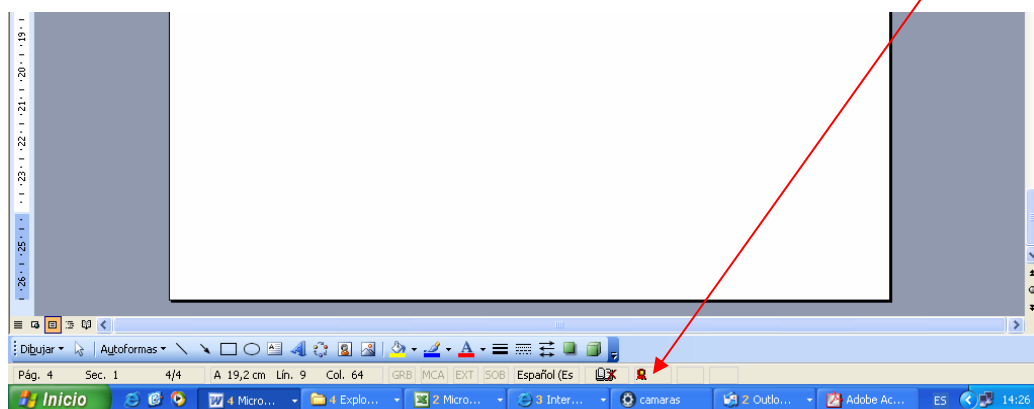 19
20
21
22
23
25
26
Dibujar Autoformas
Pág. 4 Sec. 1 4/4 A 19,2 cm Lín. 9 Col. 64 GRB MCA EXT SOB Español (Es
Inicio 4 Micro... 4 Explo... 2 Micro... 3 Inter... camaras 2 Outlo... Adobe Ac... ES 14:26